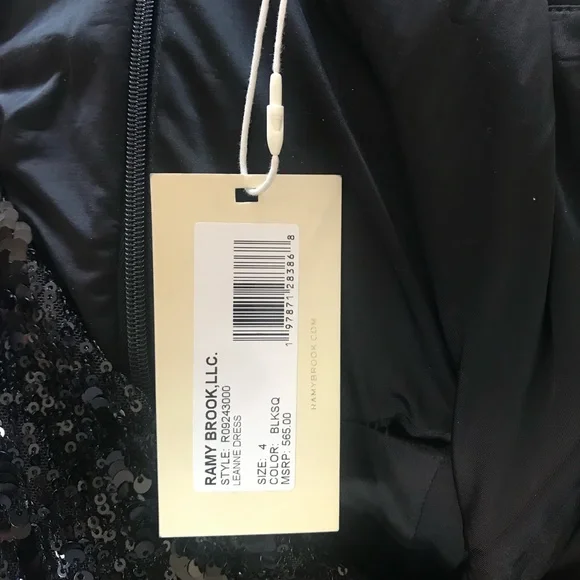 RAMY BROOK,LLC.
STYLE: R09243000
LEANNE DRESS
SIZE: 4
COLOR: BLKSQ
MSRP: 565.00
1 97871 28386 8
RAMYBROOK.COM